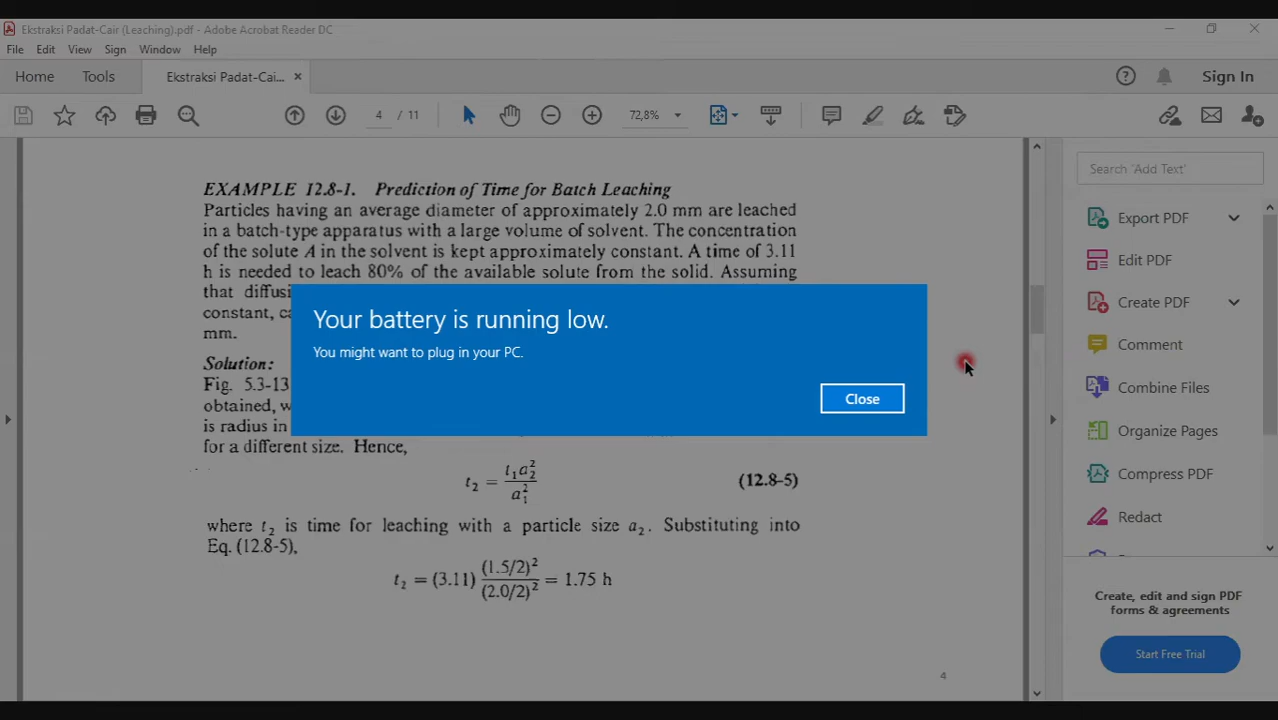 Ekstraksi Padat-Cair (Leaching).pdf - Adobe Acrobat Reader DC
File Edit View Sign Window Help
Home Tools Ekstraksi Padat-Cai... × Sign In
4 / 11 72,8%
EXAMPLE 12.8-1. Prediction of Time for Batch Leaching
Particles having an average diameter of approximately 2.0 mm are leached
in a batch-type apparatus with a large volume of solvent. The concentration
of the solute A in the solvent is kept approximately constant. A time of 3.11
h is needed to leach 80% of the available solute from the solid. Assuming
that diffusi
constant, ca
mm.
Your battery is running low.
You might want to plug in your PC.
Close
Solution:
Fig. 5.3-13
obtained, w
is radius in
for a different size. Hence,
t₂ = t₁a₂² / a₁² (12.8-5)
where t₂ is time for leaching with a particle size a₂. Substituting into
Eq. (12.8-5),
t₂ = (3.11) (1.5/2)² / (2.0/2)² = 1.75 h
4
Search 'Add Text'
Export PDF
Edit PDF
Create PDF
Comment
Combine Files
Organize Pages
Compress PDF
Redact
Create, edit and sign PDF
forms & agreements
Start Free Trial